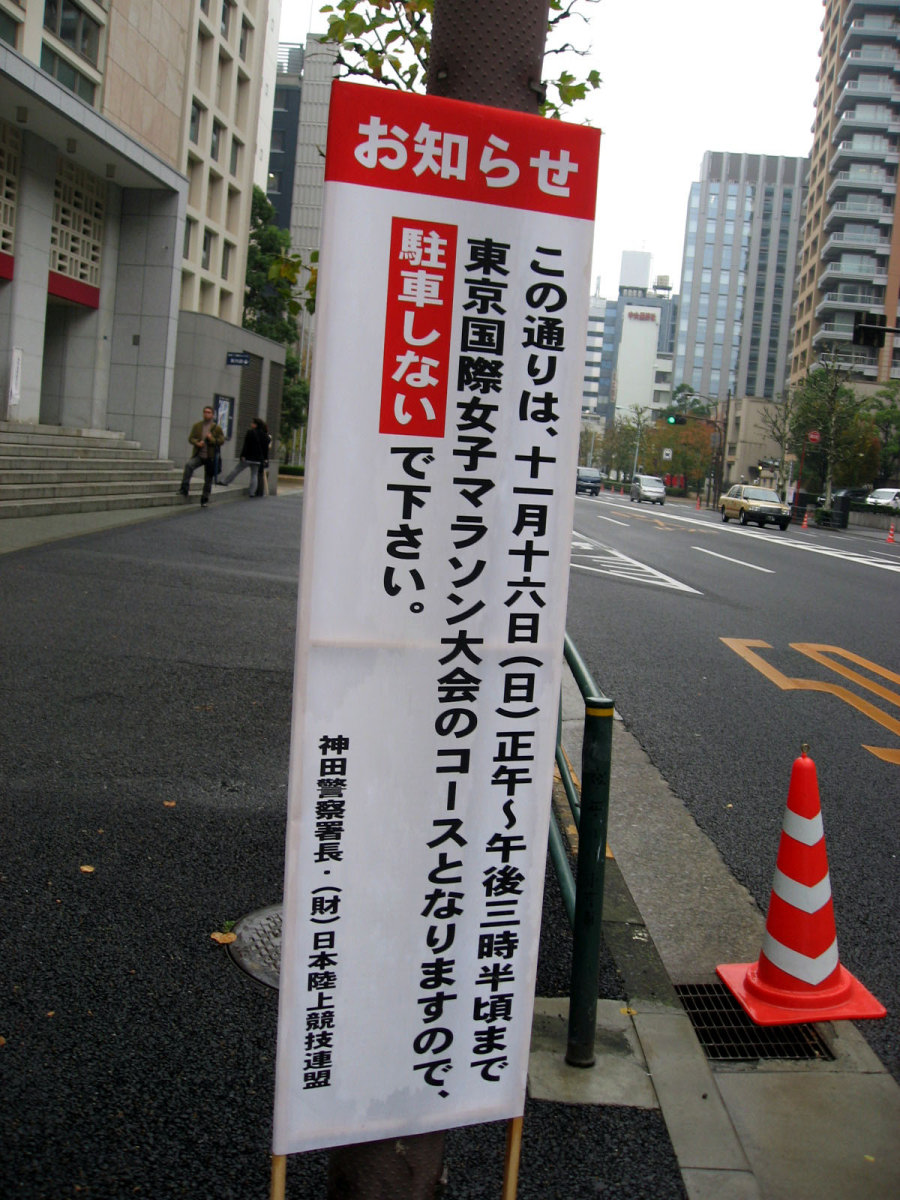 お知らせ
この通りは、十一月十六日（日）正午～午後三時半頃まで
東京国際女子マラソン大会のコースとなりますので、
駐車しないで下さい。
神田警察署長・（財）日本陸上競技連盟